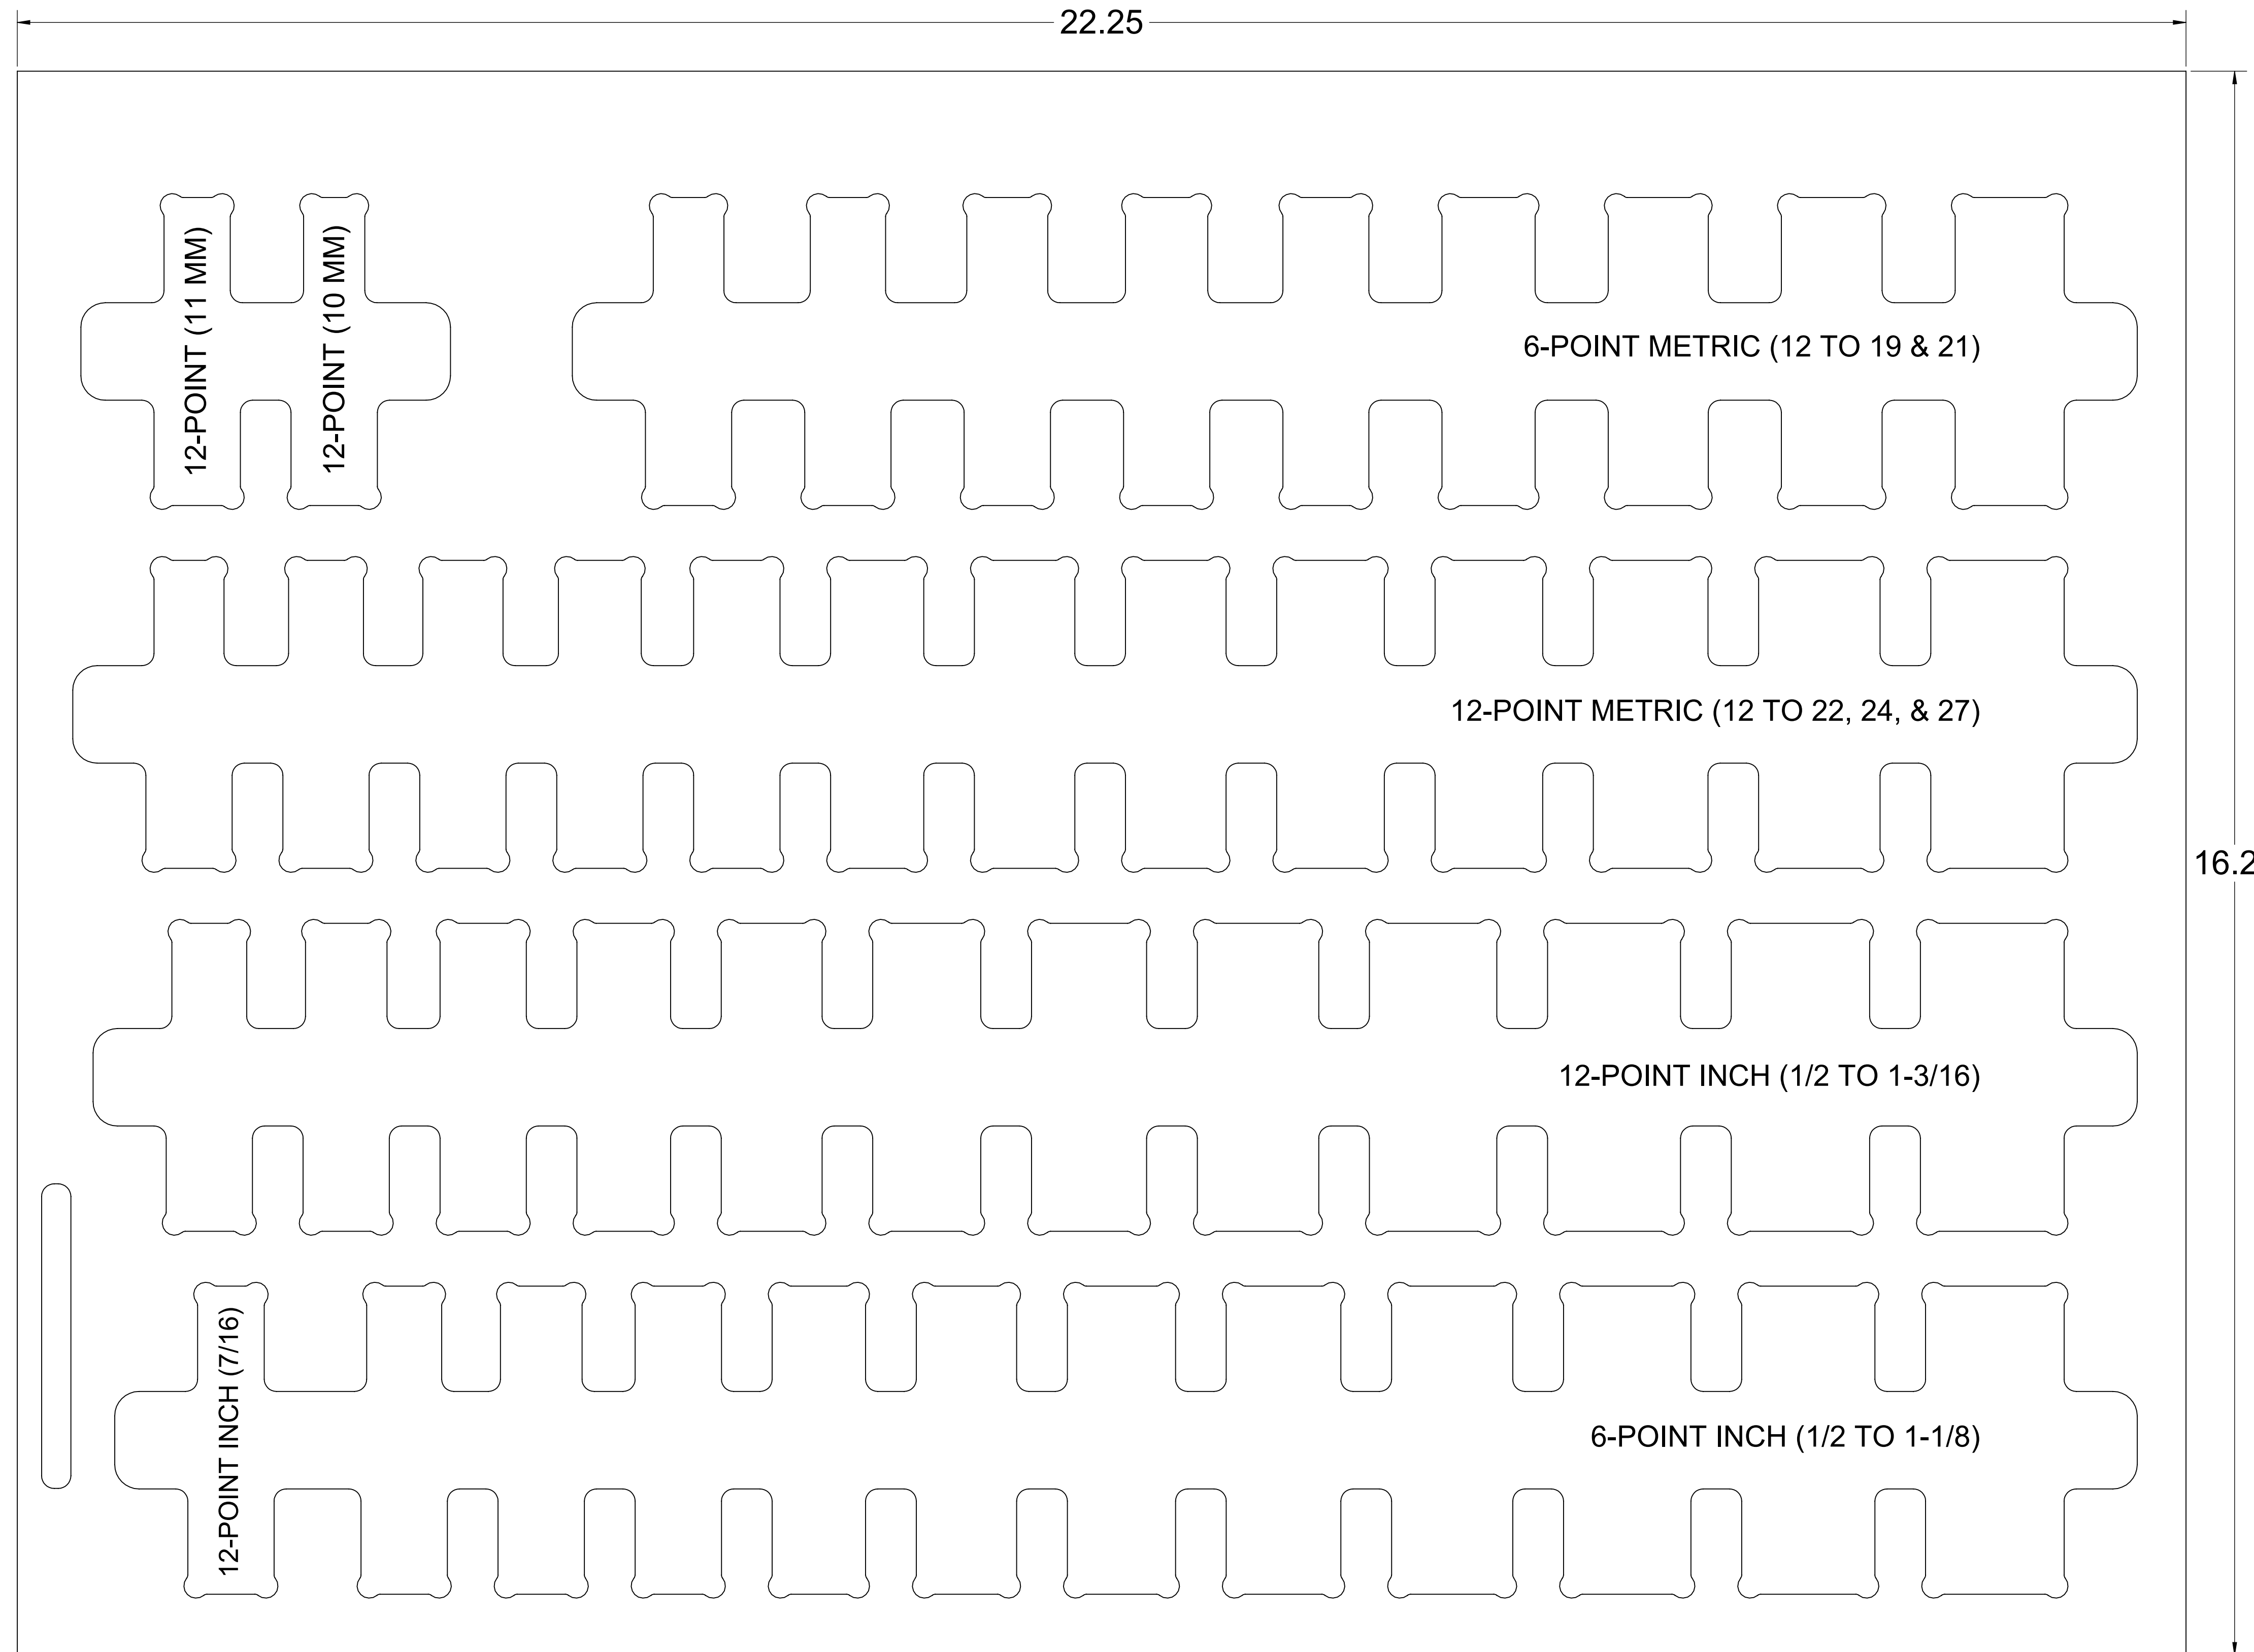 22.25
12-POINT (11 MM)
12-POINT (10 MM)
6-POINT METRIC (12 TO 19 & 21)
12-POINT METRIC (12 TO 22, 24, & 27)
16.2
12-POINT INCH (1/2 TO 1-3/16)
12-POINT INCH (7/16)
6-POINT INCH (1/2 TO 1-1/8)